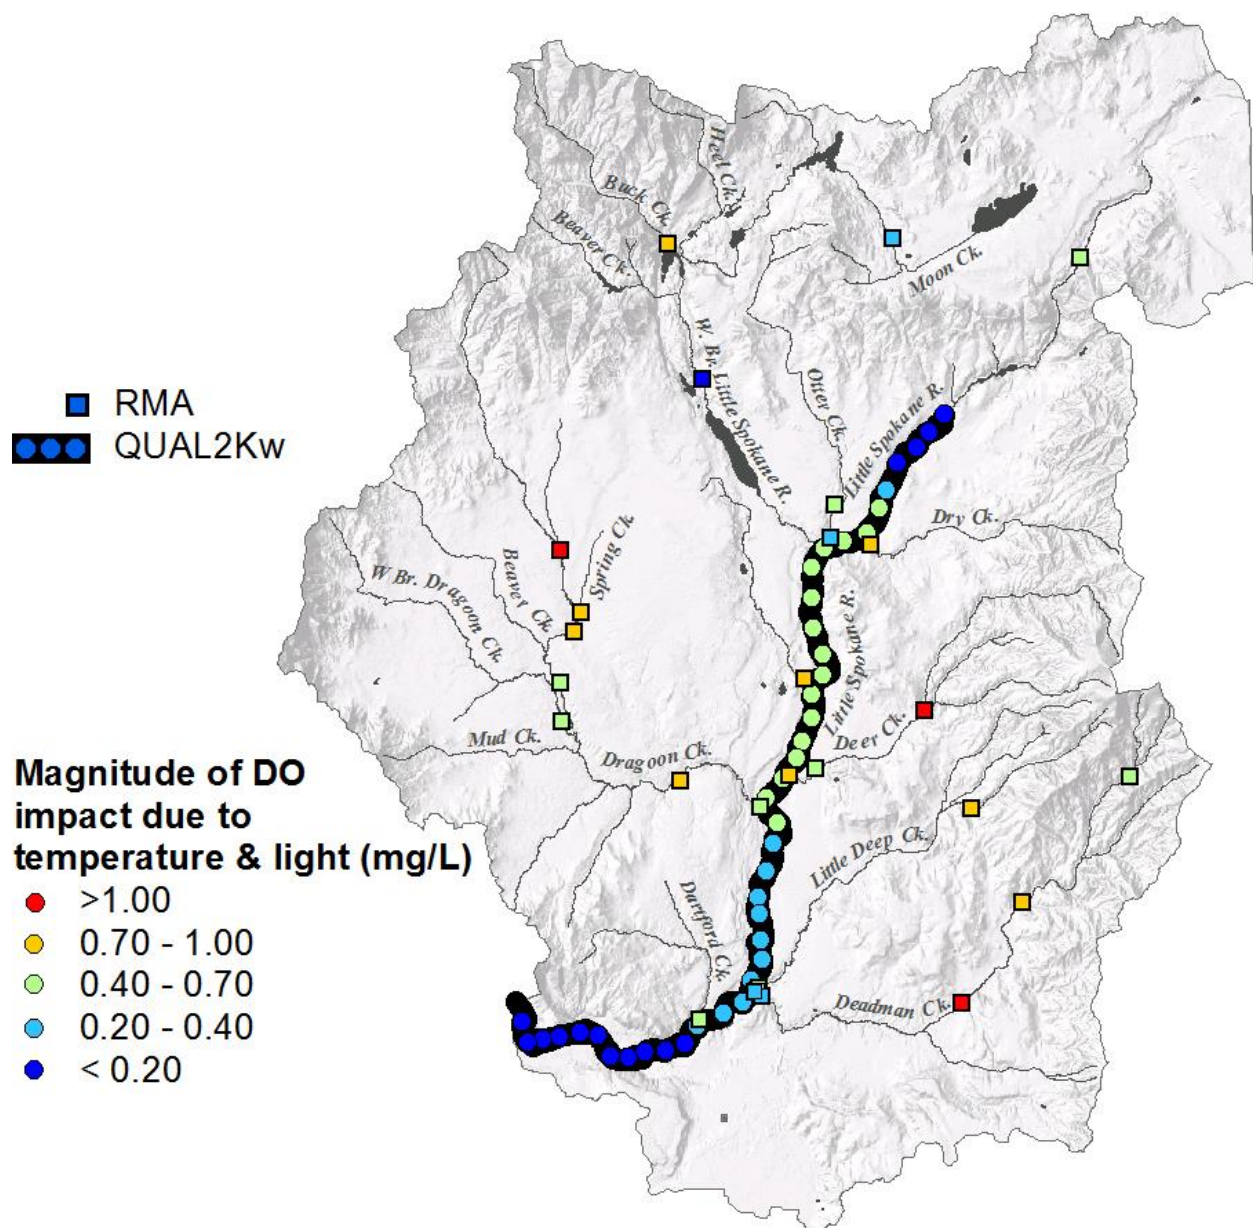 Heel Ck.
Buck Ck.
Beaver Ck.
Moon Ck.
W. Br. Little Spokane R.
Otter Ck.
Little Spokane R.
RMA
QUAL2Kw
Dry Ck.
Spring Ck.
Beaver Ck.
W Br. Dragoon Ck.
Little Spokane R.
Deer Ck.
Mud Ck.
Dragoon Ck.
Magnitude of DO
impact due to
temperature & light (mg/L)
>1.00
0.70 - 1.00
0.40 - 0.70
0.20 - 0.40
< 0.20
Little Deep Ck.
Dartford Ck.
Deadman Ck.